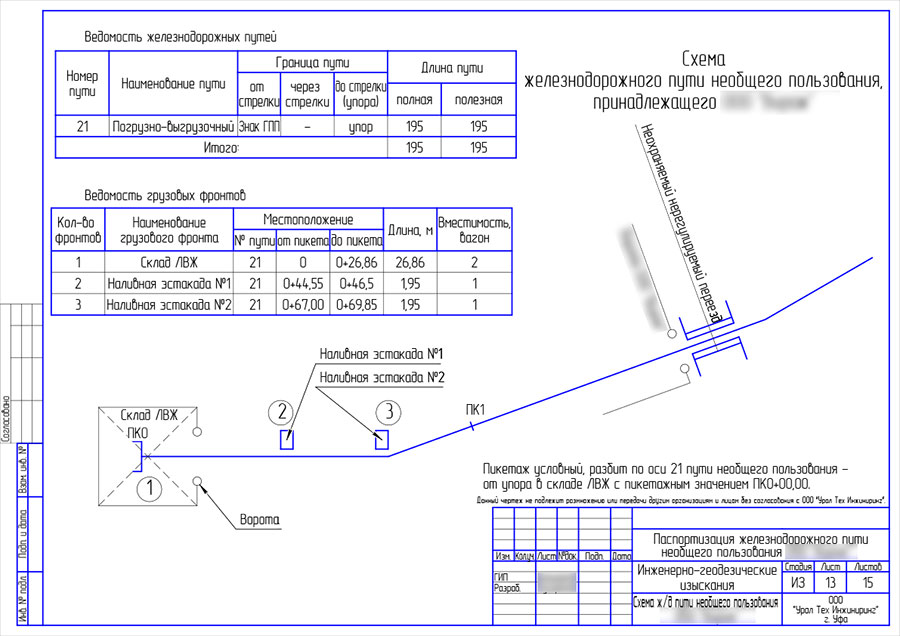 Ведомость железнодорожных путей
Номер пути
Наименование пути
Граница пути
Длина пути
от стрелки
через стрелки
до стрелки (упора)
полная
полезная
21 Погрузно-выгрузочный Знак ГПП – упор 195 195
Итого: 195 195
Схема
железнодорожного пути необщего пользования,
принадлежащего
Ведомость грузовых фронтов
Кол-во фронтов
Наименование грузового фронта
Местоположение
Длина, м
Вместимость, вагон
№ пути
от пикета
до пикета
1 Склад ЛВЖ 21 0 0+26,86 26,86 2
2 Наливная эстакада №1 21 0+44,55 0+46,5 1,95 1
3 Наливная эстакада №2 21 0+67,00 0+69,85 1,95 1
Неохраняемый нерегулируемый переезд
Наливная эстакада №1
Наливная эстакада №2
Склад ЛВЖ
ПК0
1
2
3
ПК1
Ворота
Пикетаж условный, разбит по оси 21 пути необщего пользования –
от упора в складе ЛВЖ с пикетажным значением ПК0+00,00.
Данный чертеж не подлежит размножению или передачи другим организациям и лицам без согласования с ООО "Урал Тех Инжиниринг".
Изм. Колуч Лист №док. Подп. Дата
ГИП
Разраб.
Паспортизация железнодорожного пути
необщего пользования
Инженерно-геодезические
изыскания
Стадия Лист Листов
ИЗ 13 15
Схема ж/д пути необщего пользования
ООО
"Урал Тех Инжиниринг"
г. Уфа
Согласовано
Взам. инв. №
Подп. и дата
Инв. № подл.